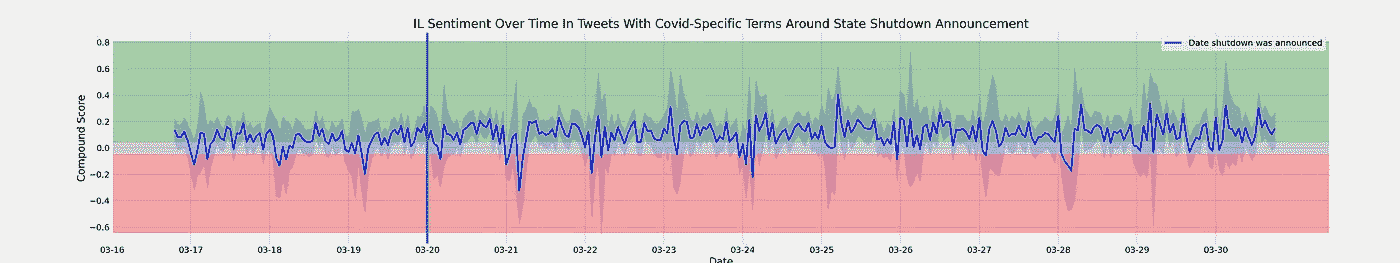 IL Sentiment Over Time In Tweets With Covid-Specific Terms Around State Shutdown Announcement
Date shutdown was announced
Compound Score
0.8
0.6
0.4
0.2
0.0
−0.2
−0.4
−0.6
03-16 03-17 03-18 03-19 03-20 03-21 03-22 03-23 03-24 03-25 03-26 03-27 03-28 03-29 03-30
Date